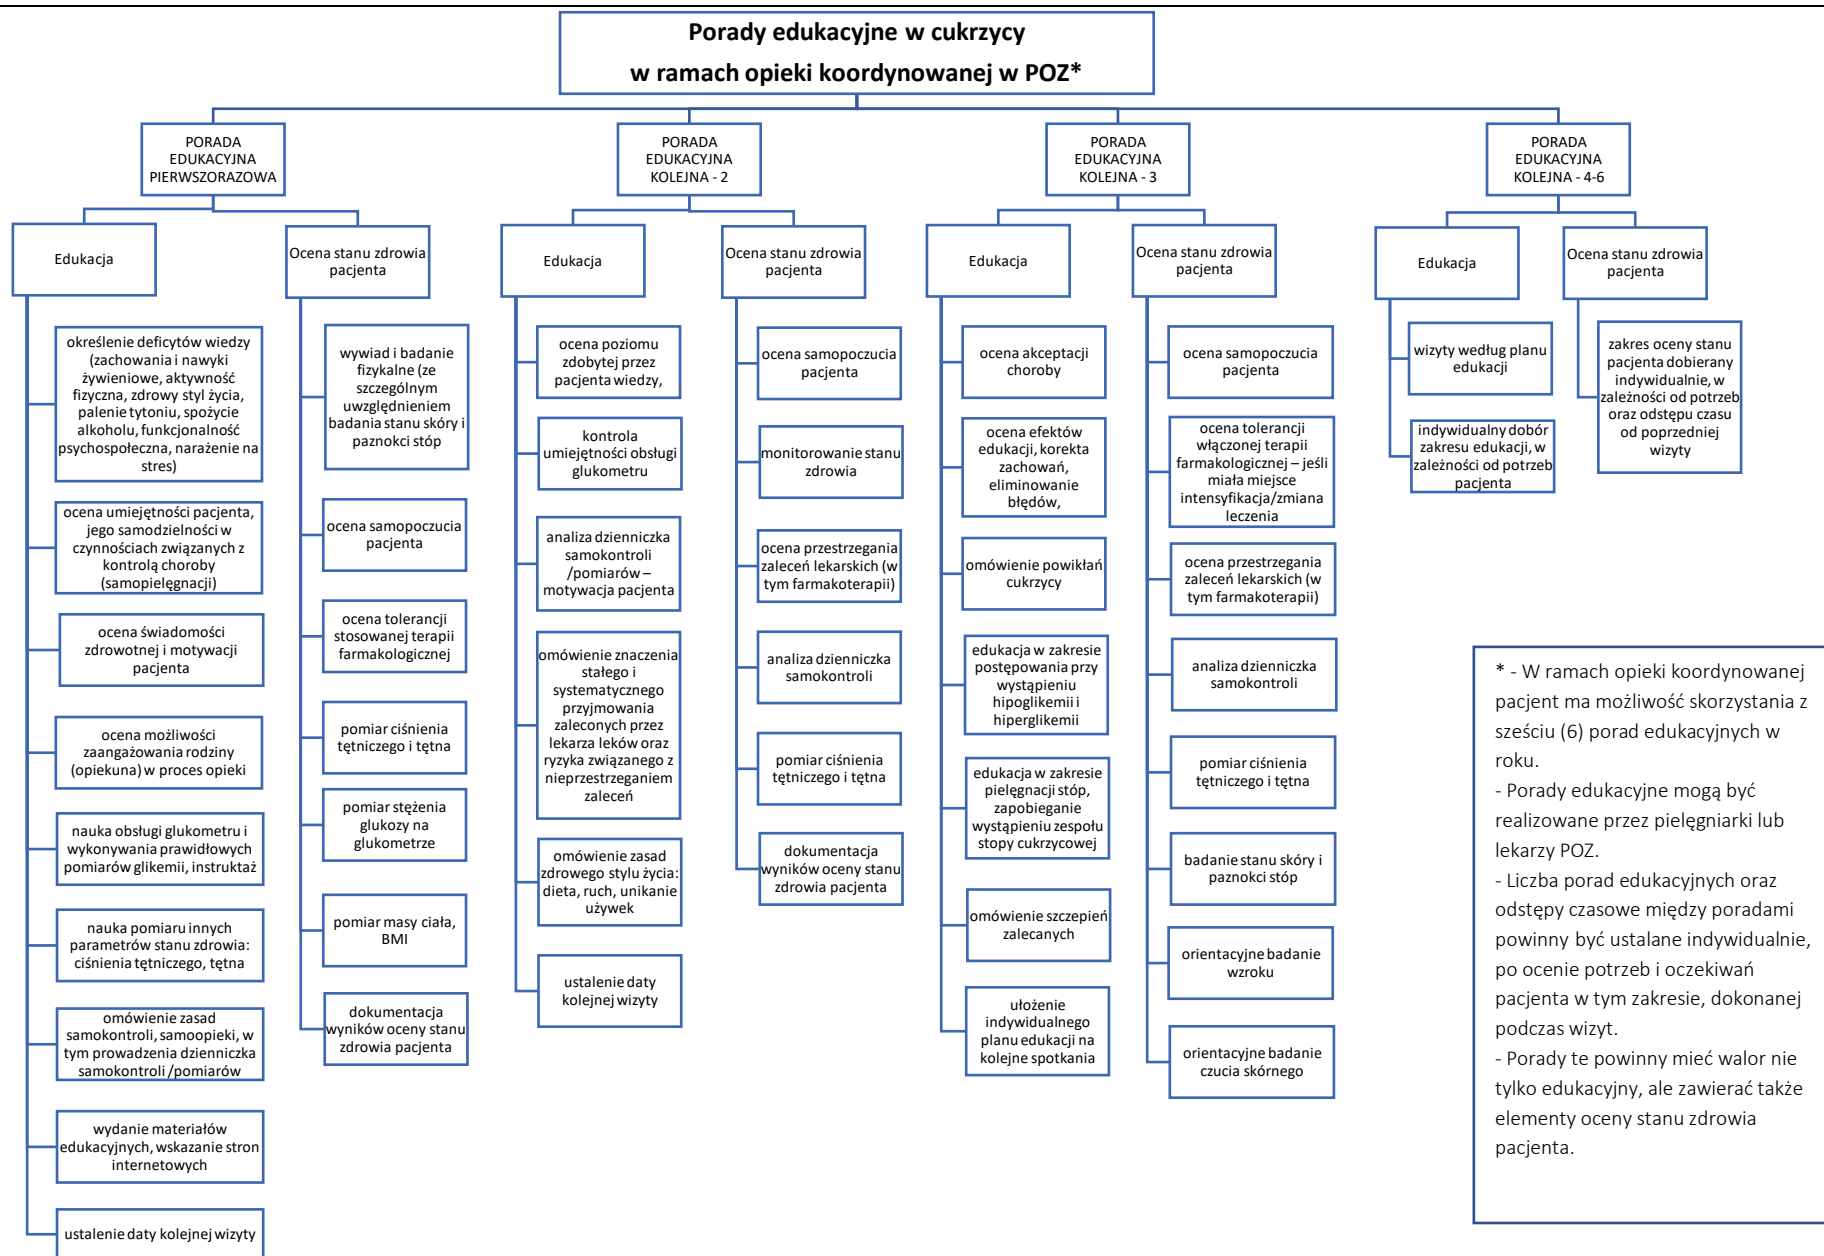 Porady edukacyjne w cukrzycy
w ramach opieki koordynowanej w POZ*
PORADA
EDUKACYJNA
PIERWSZORAZOWA
Edukacja
określenie deficytów wiedzy
(zachowania i nawyki
żywieniowe, aktywność
fizyczna, zdrowy styl życia,
palenie tytoniu, spożycie
alkoholu, funkcjonalność
psychospołeczna, narażenie na
stres)
ocena umiejętności pacjenta,
jego samodzielności w
czynnościach związanych z
kontrolą choroby
(samopielęgnacji)
ocena świadomości
zdrowotnej i motywacji
pacjenta
ocena możliwości
zaangażowania rodziny
(opiekuna) w proces opieki
nauka obsługi glukometru i
wykonywania prawidłowych
pomiarów glikemii, instruktaż
nauka pomiaru innych
parametrów stanu zdrowia:
ciśnienia tętniczego, tętna
omówienie zasad
samokontroli, samoopieki, w
tym prowadzenia dzienniczka
samokontroli /pomiarów
wydanie materiałów
edukacyjnych, wskazanie stron
internetowych
ustalenie daty kolejnej wizyty
Ocena stanu zdrowia
pacjenta
wywiad i badanie
fizykalne (ze
szczególnym
uwzględnieniem
badania stanu skóry i
paznokci stóp
ocena samopoczucia
pacjenta
ocena tolerancji
stosowanej terapii
farmakologicznej
pomiar ciśnienia
tętniczego i tętna
pomiar stężenia
glukozy na
glukometrze
pomiar masy ciała,
BMI
dokumentacja
wyników oceny stanu
zdrowia pacjenta
PORADA
EDUKACYJNA
KOLEJNA - 2
Edukacja
ocena poziomu
zdobytej przez
pacjenta wiedzy,
kontrola
umiejętności obsługi
glukometru
analiza dzienniczka
samokontroli
/pomiarów –
motywacja pacjenta
omówienie znaczenia
stałego i
systematycznego
przyjmowania
zaleconych przez
lekarza leków oraz
ryzyka związanego z
nieprzestrzeganiem
zaleceń
omówienie zasad
zdrowego stylu życia:
dieta, ruch, unikanie
używek
ustalenie daty
kolejnej wizyty
Ocena stanu zdrowia
pacjenta
ocena samopoczucia
pacjenta
monitorowanie stanu
zdrowia
ocena przestrzegania
zaleceń lekarskich (w
tym farmakoterapii)
analiza dzienniczka
samokontroli
pomiar ciśnienia
tętniczego i tętna
dokumentacja
wyników oceny stanu
zdrowia pacjenta
PORADA
EDUKACYJNA
KOLEJNA - 3
Edukacja
ocena akceptacji
choroby
ocena efektów
edukacji, korekta
zachowań,
eliminowanie
błędów,
omówienie powikłań
cukrzycy
edukacja w zakresie
postępowania przy
wystąpieniu
hipoglikemii i
hiperglikemii
edukacja w zakresie
pielęgnacji stóp,
zapobieganie
wystąpieniu zespołu
stopy cukrzycowej
omówienie szczepień
zalecanych
ułożenie
indywidualnego
planu edukacji na
kolejne spotkania
Ocena stanu zdrowia
pacjenta
ocena samopoczucia
pacjenta
ocena tolerancji
włączonej terapii
farmakologicznej – jeśli
miała miejsce
intensyfikacja/zmiana
leczenia
ocena przestrzegania
zaleceń lekarskich (w
tym farmakoterapii)
analiza dzienniczka
samokontroli
pomiar ciśnienia
tętniczego i tętna
badanie stanu skóry i
paznokci stóp
orientacyjne badanie
wzroku
orientacyjne badanie
czucia skórnego
PORADA
EDUKACYJNA
KOLEJNA - 4-6
Edukacja
wizyty według planu
edukacji
indywidualny dobór
zakresu edukacji, w
zależności od potrzeb
pacjenta
Ocena stanu zdrowia
pacjenta
zakres oceny stanu
pacjenta dobierany
indywidualnie, w
zależności od potrzeb
oraz odstępu czasu
od poprzedniej
wizyty
* - W ramach opieki koordynowanej
pacjent ma możliwość skorzystania z
sześciu (6) porad edukacyjnych w
roku.
- Porady edukacyjne mogą być
realizowane przez pielęgniarki lub
lekarzy POZ.
- Liczba porad edukacyjnych oraz
odstępy czasowe między poradami
powinny być ustalane indywidualnie,
po ocenie potrzeb i oczekiwań
pacjenta w tym zakresie, dokonanej
podczas wizyt.
- Porady te powinny mieć walor nie
tylko edukacyjny, ale zawierać także
elementy oceny stanu zdrowia
pacjenta.